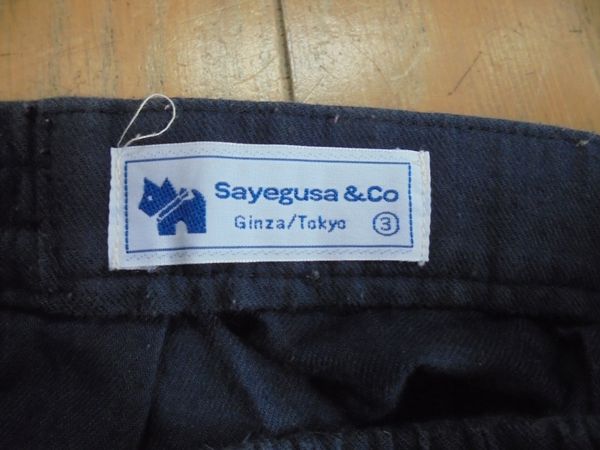 Sayegusa & Co
Ginza/Tokyo ③